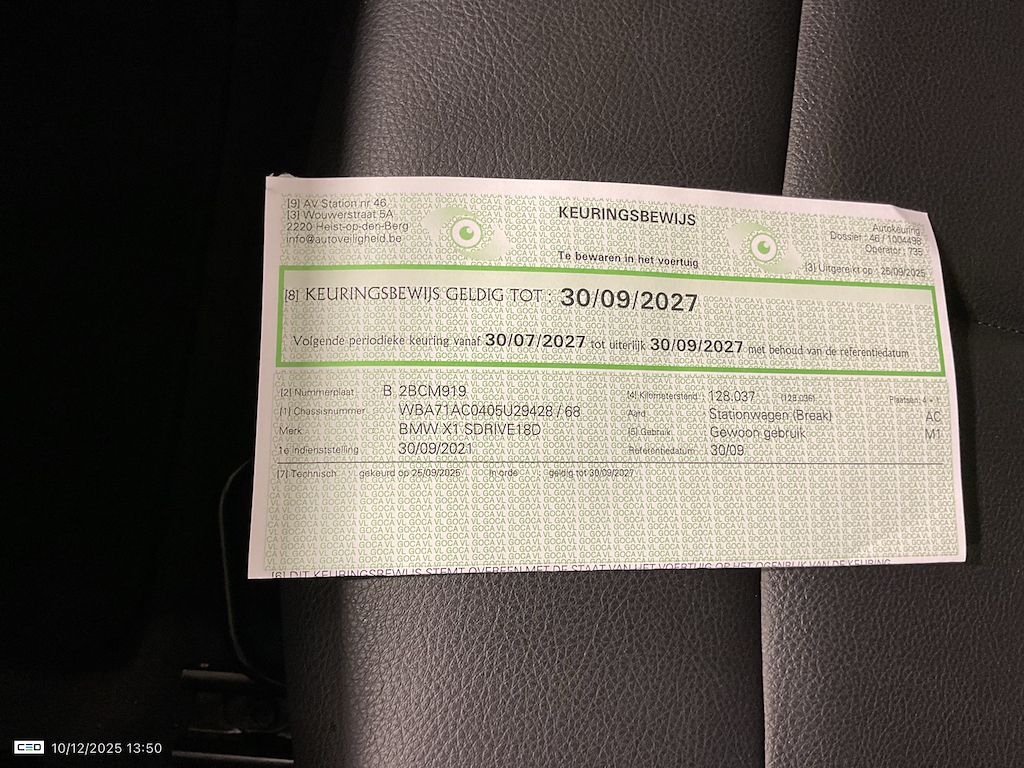 [9] AV Station nr 46
[3] Wouwerstraat 5A
2220 Heist-op-den-Berg
info@autoveiligheid.be
KEURINGSBEWIJS
Te bewaren in het voertuig
Autokeuring
Dossier : 46 / 1004498
Operator : 735
[3] Uitgereikt op : 25/09/2025
[8] KEURINGSBEWIJS GELDIG TOT : 30/09/2027
Volgende periodieke keuring vanaf 30/07/2027 tot uiterlijk 30/09/2027 met behoud van de referentiedatum
[2] Nummerplaat B 2BCM919 [4] Kilometerstand : 128.037 (128.036) Plaatsen: 4 + 1
[1] Chassisnummer WBA71AC0405U29428 / 68 Aard Stationwagen (Break) AC
Merk BMW X1 SDRIVE18D [5] Gebruik Gewoon gebruik M1
1e Indienststelling 30/09/2021 Referentiedatum 30/09
[7] Technisch gekeurd op 25/09/2025 In orde geldig tot 30/09/2027
[6] DIT KEURINGSBEWIJS STEMT OVEREEN MET DE STAAT VAN HET VOERTUIG OP HET OGENBLIK VAN DE KEURING
CEO 10/12/2025 13:50